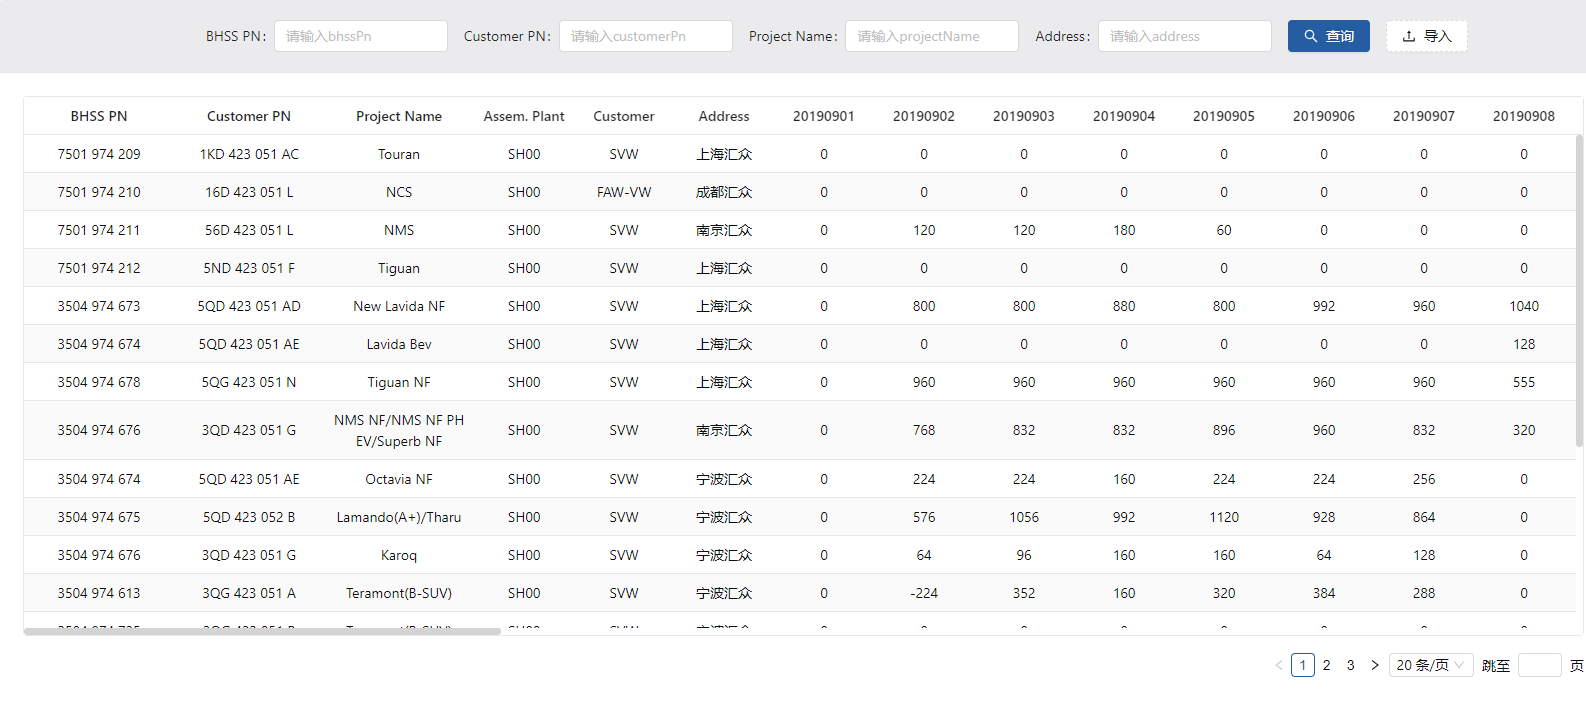 BHSS PN: 请输入bhssPn Customer PN: 请输入customerPn Project Name: 请输入projectName Address: 请输入address 查询 导入
BHSS PN Customer PN Project Name Assem. Plant Customer Address 20190901 20190902 20190903 20190904 20190905 20190906 20190907 20190908
7501 974 209 1KD 423 051 AC Touran SH00 SVW 上海汇众 0 0 0 0 0 0 0 0
7501 974 210 16D 423 051 L NCS SH00 FAW-VW 成都汇众 0 0 0 0 0 0 0 0
7501 974 211 56D 423 051 L NMS SH00 SVW 南京汇众 0 120 120 180 60 0 0 0
7501 974 212 5ND 423 051 F Tiguan SH00 SVW 上海汇众 0 0 0 0 0 0 0 0
3504 974 673 5QD 423 051 AD New Lavida NF SH00 SVW 上海汇众 0 800 800 880 800 992 960 1040
3504 974 674 5QD 423 051 AE Lavida Bev SH00 SVW 上海汇众 0 0 0 0 0 0 0 128
3504 974 678 5QG 423 051 N Tiguan NF SH00 SVW 上海汇众 0 960 960 960 960 960 960 555
NMS NF/NMS NF PH
3504 974 676 3QD 423 051 G EV/Superb NF SH00 SVW 南京汇众 0 768 832 832 896 960 832 320
3504 974 674 5QD 423 051 AE Octavia NF SH00 SVW 宁波汇众 0 224 224 160 224 224 256 0
3504 974 675 5QD 423 052 B Lamando(A+)/Tharu SH00 SVW 宁波汇众 0 576 1056 992 1120 928 864 0
3504 974 676 3QD 423 051 G Karoq SH00 SVW 宁波汇众 0 64 96 160 160 64 128 0
3504 974 613 3QG 423 051 A Teramont(B-SUV) SH00 SVW 宁波汇众 0 -224 352 160 320 384 288 0
1 2 3 20 条/页 跳至 页